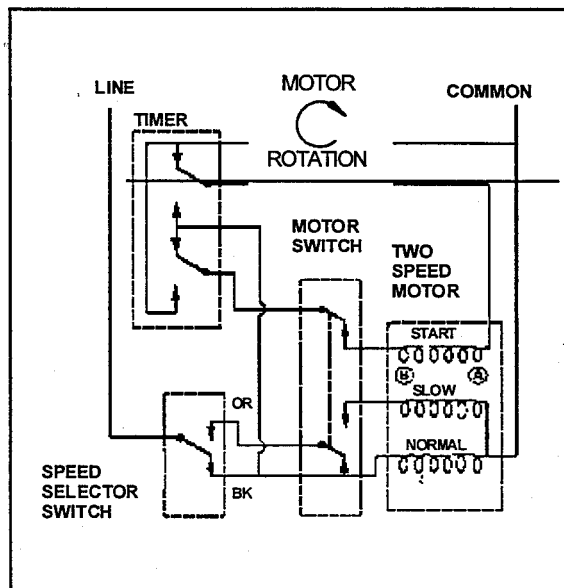 LINE
MOTOR
COMMON
TIMER
ROTATION
MOTOR
SWITCH
TWO
SPEED
MOTOR
START
B
A
SLOW
OR
NORMAL
SPEED
SELECTOR
SWITCH
BK